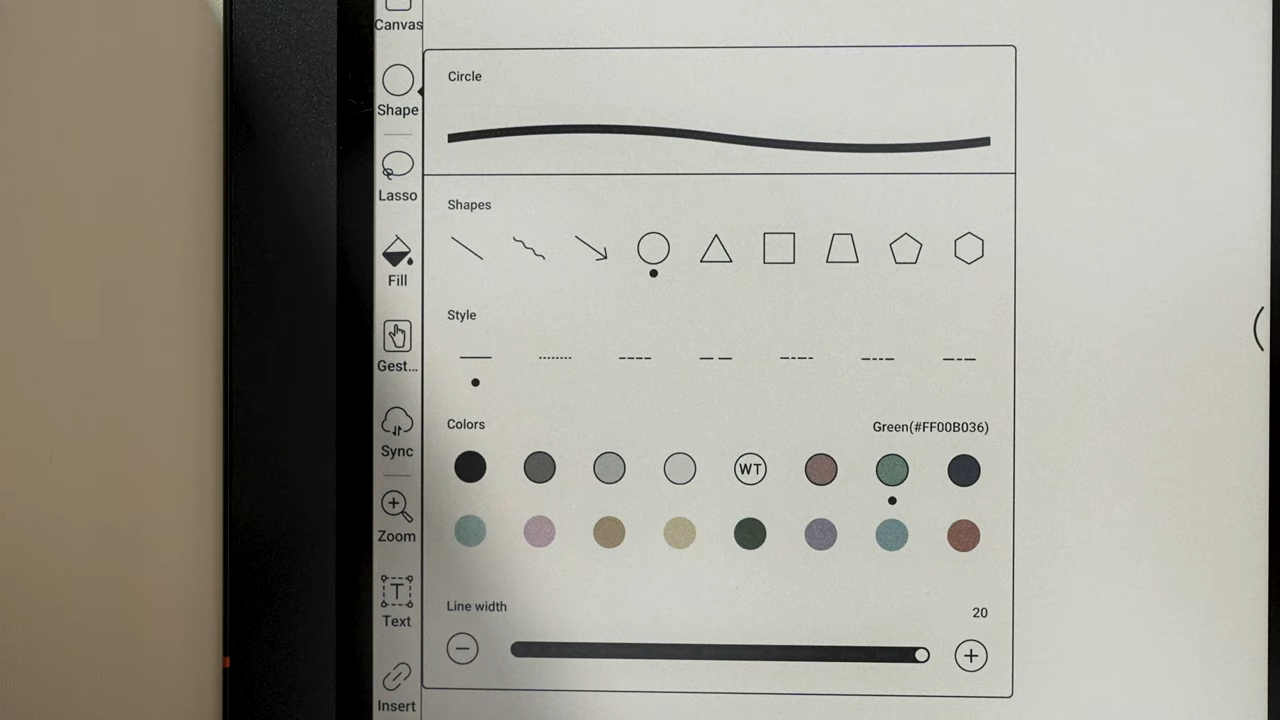 Canvas
Shape
Lasso
Fill
Gest...
Sync
Zoom
Text
Insert
Circle
Shapes
Style
Colors
Green(#FF00B036)
WT
Line width
20